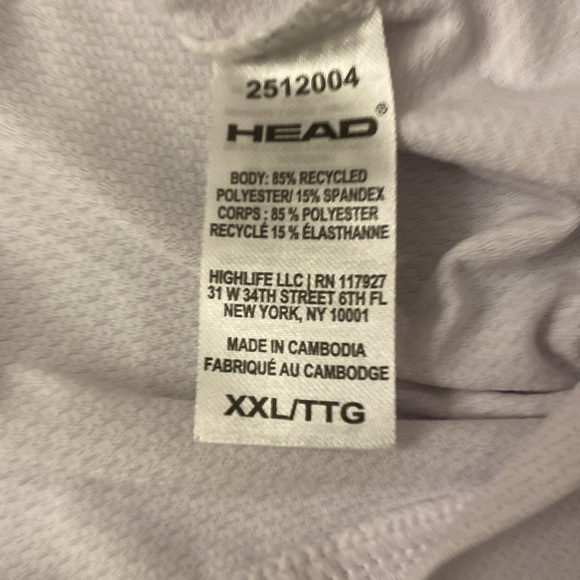 2512004
HEAD®
BODY: 85% RECYCLED
POLYESTER/ 15% SPANDEX
CORPS : 85 % POLYESTER
RECYCLÉ 15 % ÉLASTHANNE
HIGHLIFE LLC | RN 117927
31 W 34TH STREET 6TH FL
NEW YORK, NY 10001
MADE IN CAMBODIA
FABRIQUÉ AU CAMBODGE
XXL/TTG